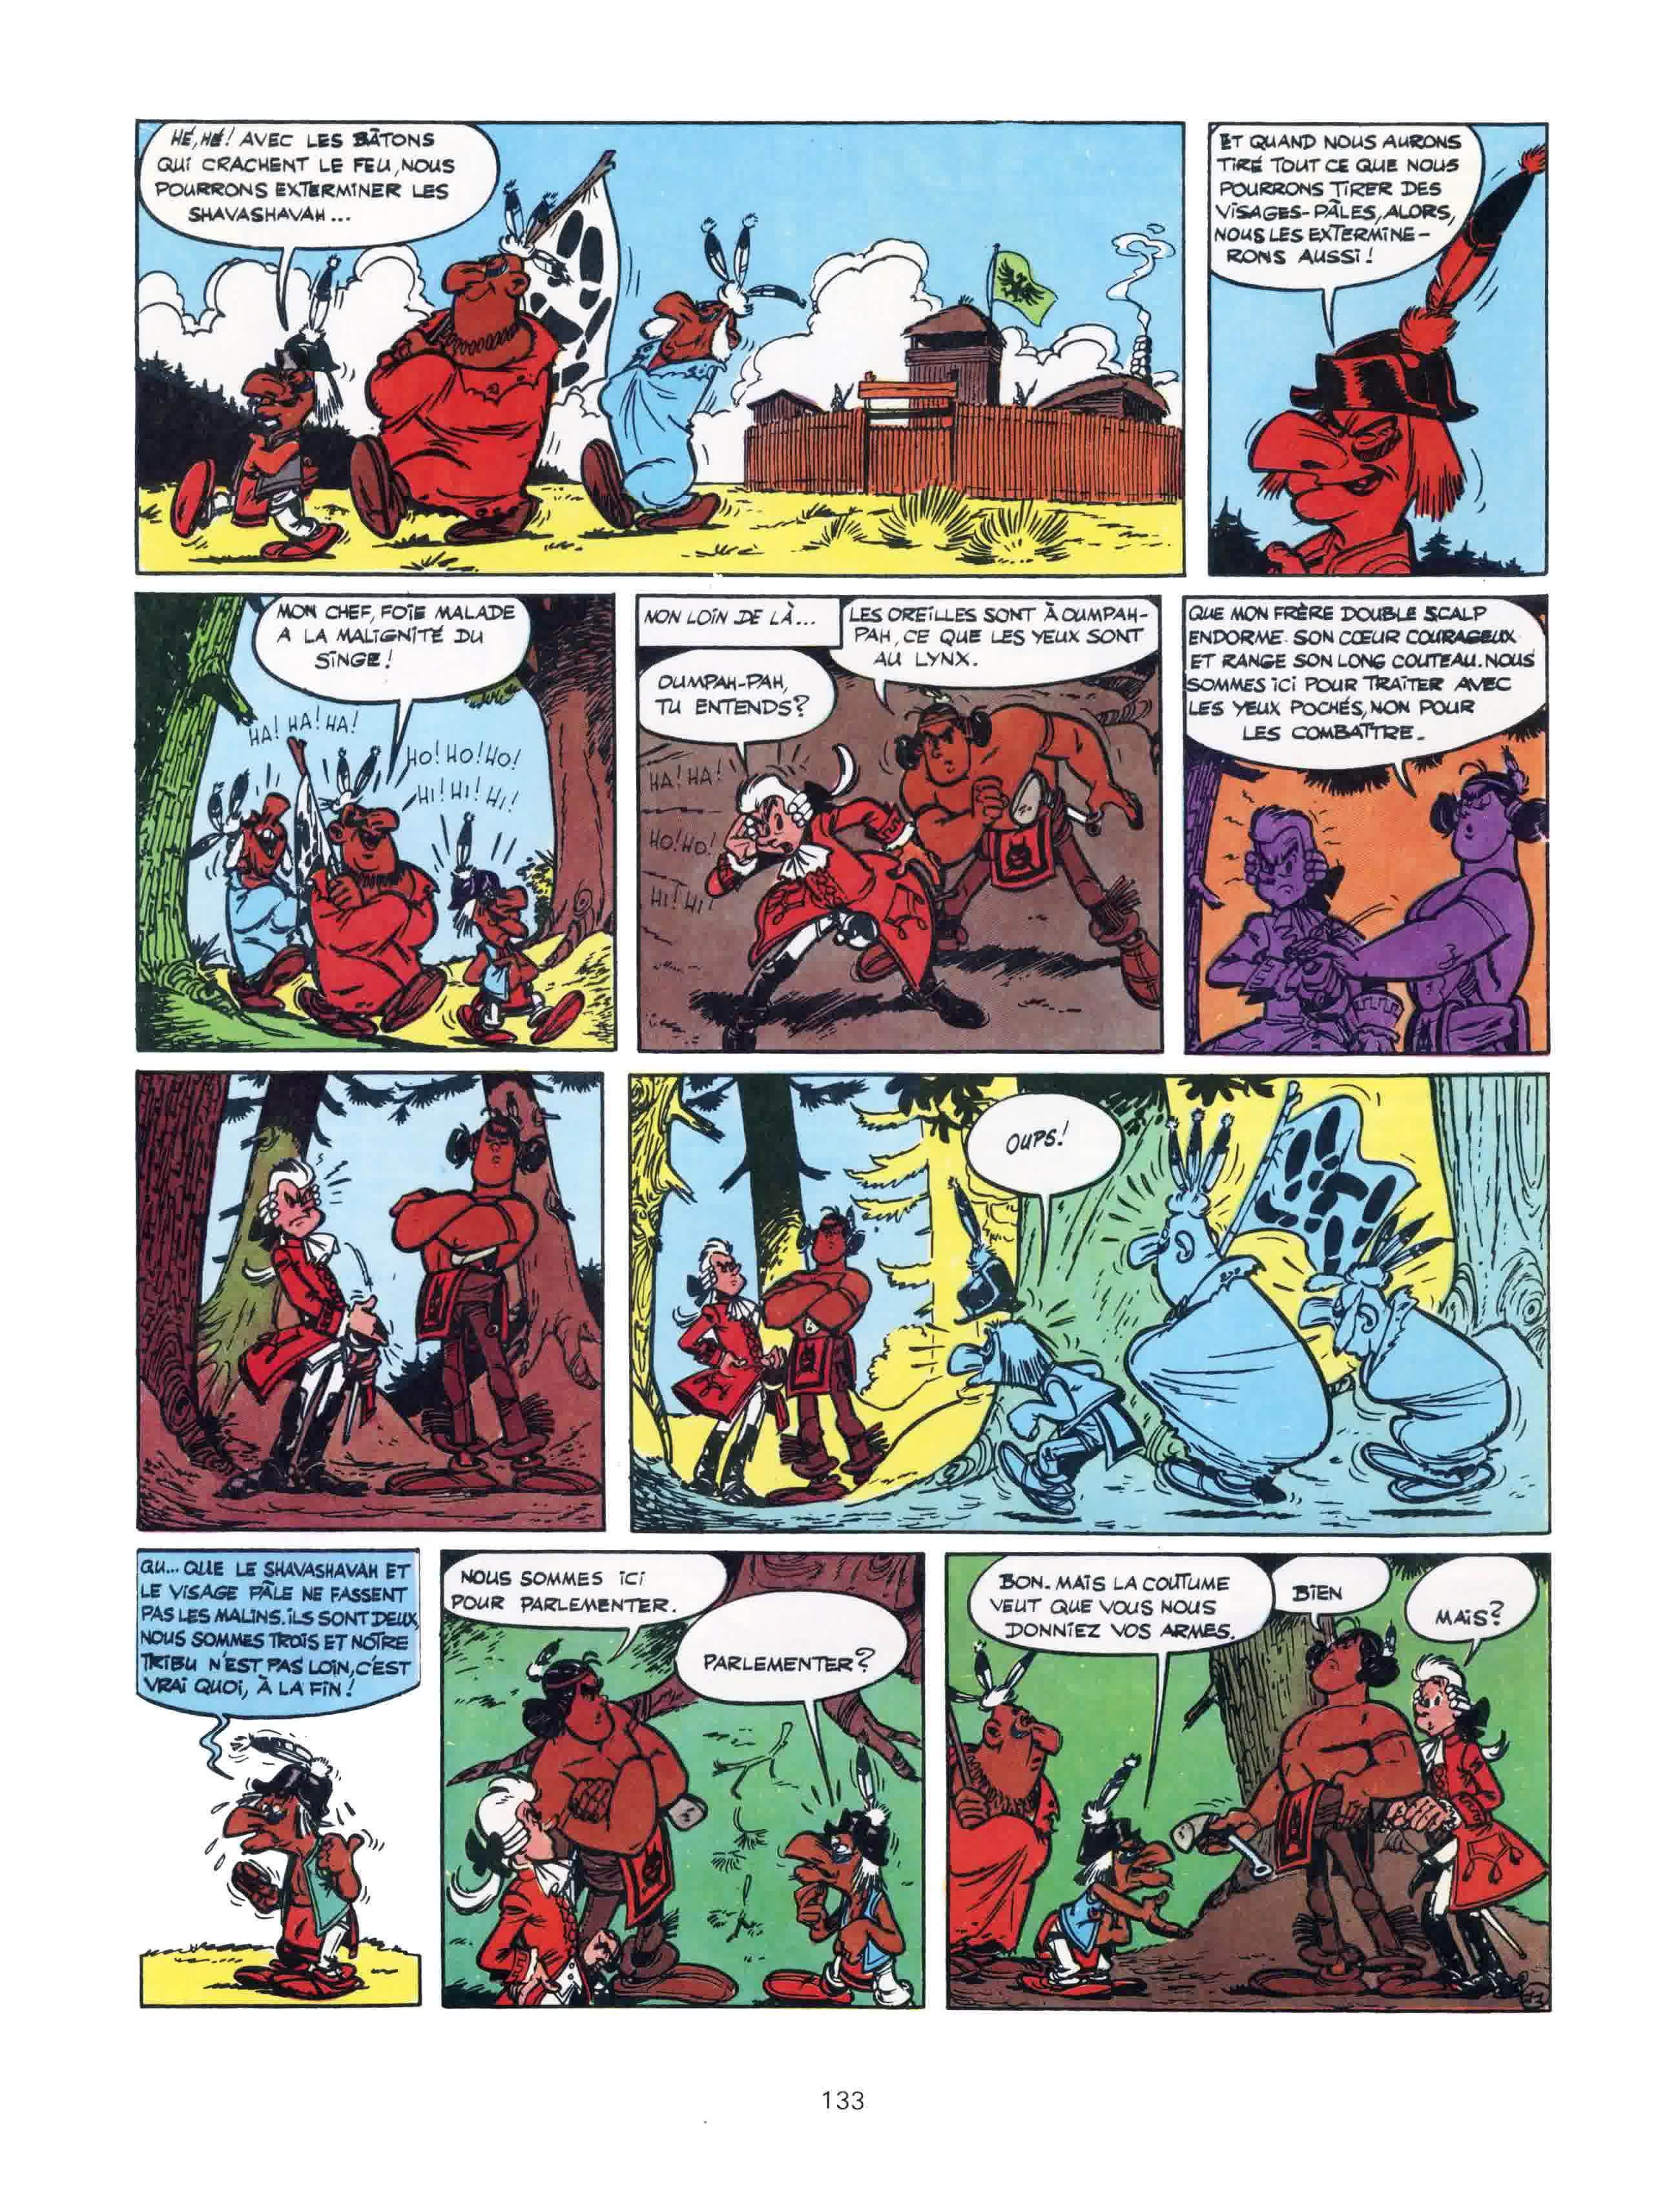 HÉ, HÉ! AVEC LES BÂTONS
QUI CRACHENT LE FEU, NOUS
POURRONS EXTERMINER LES
SHAVASHAVAH...
ET QUAND NOUS AURONS
TIRÉ TOUT CE QUE NOUS
POURRONS TIRER DES
VISAGES-PÂLES, ALORS,
NOUS LES EXTERMINE-
RONS AUSSI!
MON CHEF, FOIE MALADE
A LA MALIGNITÉ DU
SINGE!
HA! HA! HA!
HO! HO! HO!
HI! HI! HI!
NON LOIN DE LÀ...
LES OREILLES SONT À OUMPAH-
PAH, CE QUE LES YEUX SONT
AU LYNX.
OUMPAH-PAH,
TU ENTENDS?
HA! HA!
HO! HO!
HI! HI!
QUE MON FRÈRE DOUBLE SCALP
ENDORME SON CŒUR COURAGEUX
ET RANGE SON LONG COUTEAU. NOUS
SOMMES ICI POUR TRAITER AVEC
LES YEUX POCHÉS, NON POUR
LES COMBATTRE.
OUPS!
QU... QUE LE SHAVASHAVAH ET
LE VISAGE PÂLE NE FASSENT
PAS LES MALINS. ILS SONT DEUX,
NOUS SOMMES TROIS ET NOTRE
TRIBU N'EST PAS LOIN, C'EST
VRAI QUOI, À LA FIN!
NOUS SOMMES ICI
POUR PARLEMENTER.
PARLEMENTER?
BON. MAIS LA COUTUME
VEUT QUE VOUS NOUS
DONNIEZ VOS ARMES.
BIEN
MAIS?
133